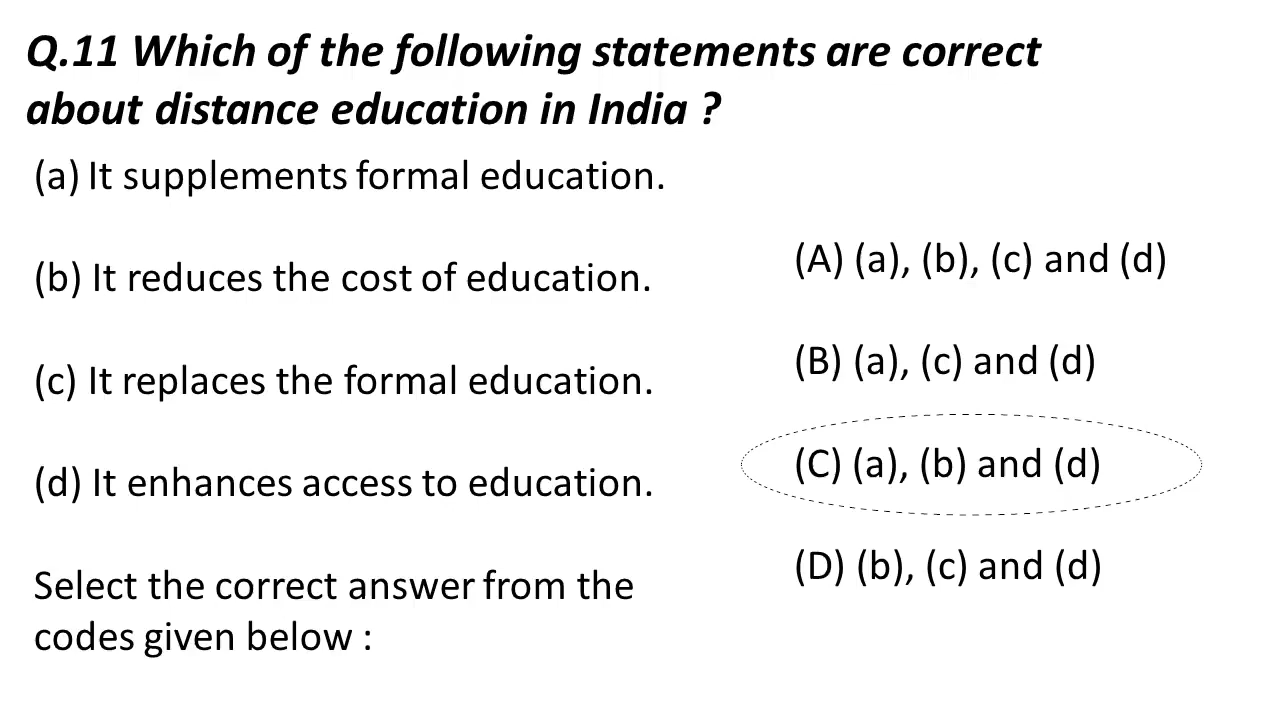 Q.11 Which of the following statements are correct
about distance education in India ?
(a) It supplements formal education.
(b) It reduces the cost of education.
(c) It replaces the formal education.
(d) It enhances access to education.
Select the correct answer from the
codes given below :
(A) (a), (b), (c) and (d)
(B) (a), (c) and (d)
(C) (a), (b) and (d)
(D) (b), (c) and (d)